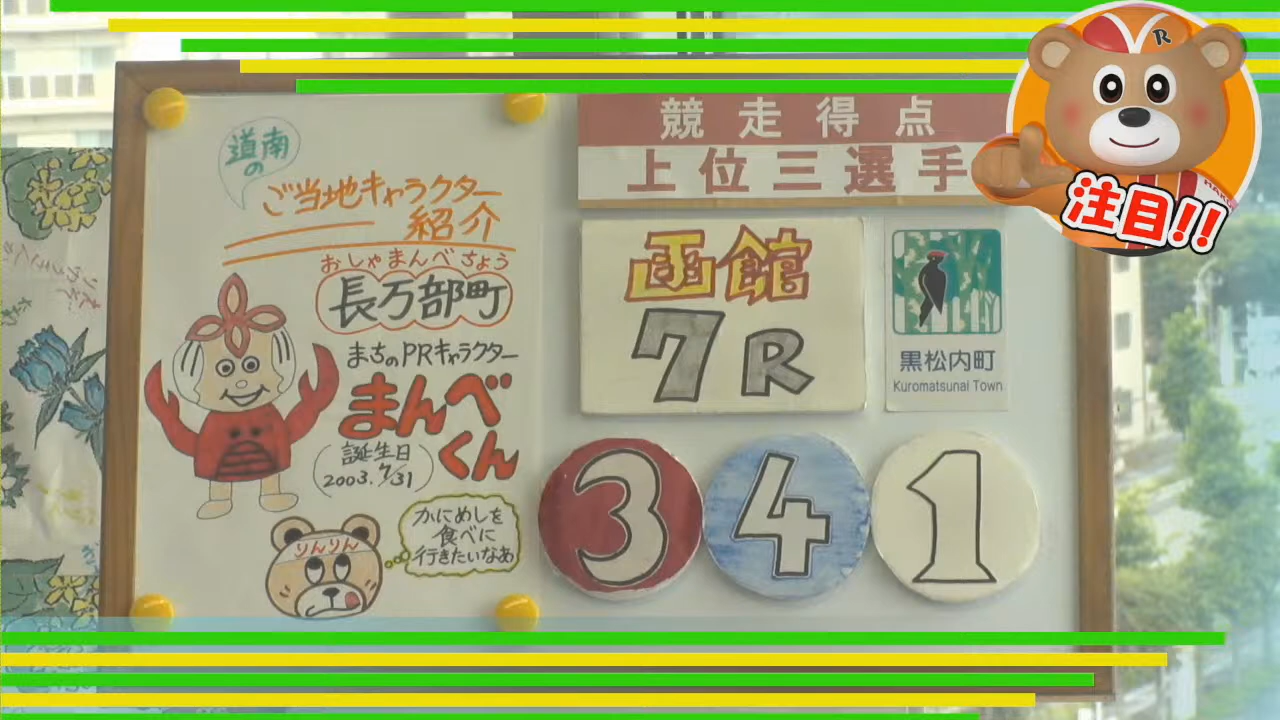 道南
の
ご当地キャラクター
紹介
おしゃまんべちょう
長万部町
まちのPRキャラクター
まんべ
くん
(誕生日
2003.7/31)
りんりん
かにめしを
食べに
行きたいなあ
競走得点
上位三選手
函館
7R
黒松内町
Kuromatsunai Town
3 4 1
R
注目!!